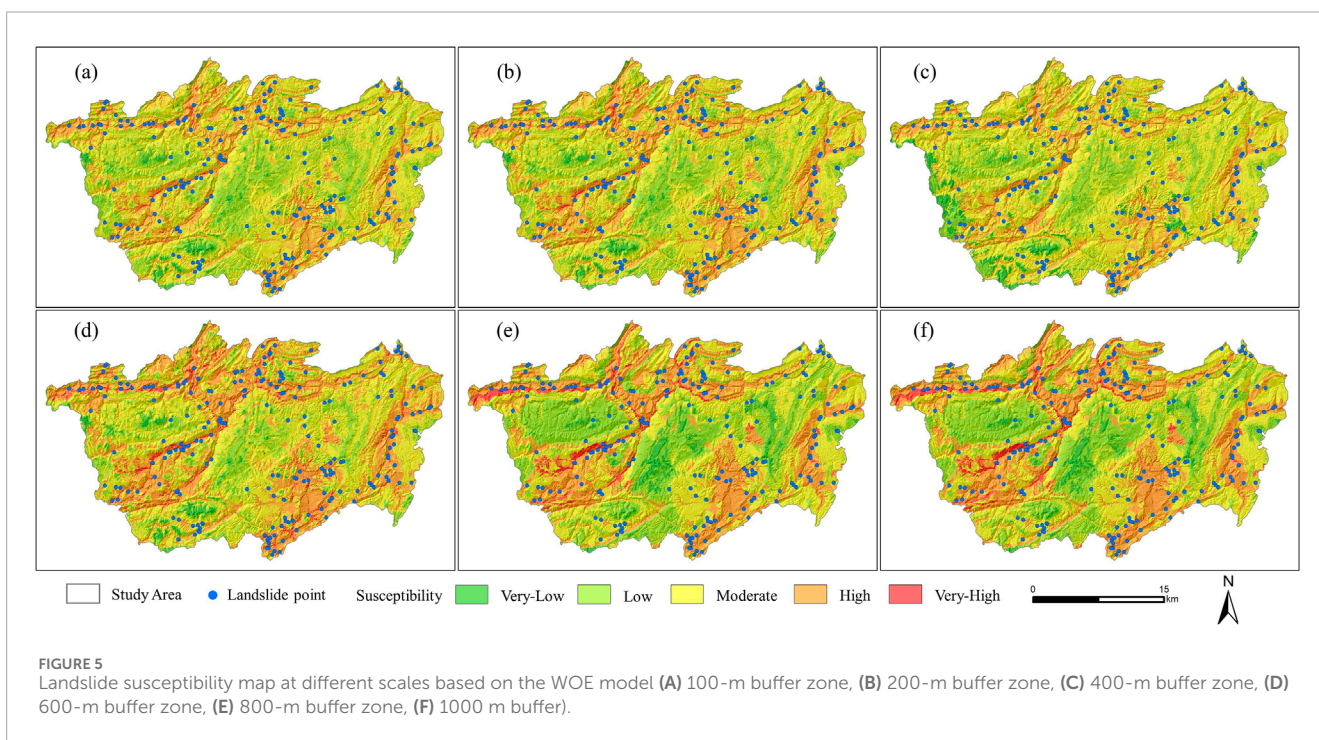 (a)
(b)
(c)
(d)
(e)
(f)
Study Area Landslide point Susceptibility Very-Low Low Moderate High Very-High 0 15 km
N
FIGURE 5
Landslide susceptibility map at different scales based on the WOE model (A) 100-m buffer zone, (B) 200-m buffer zone, (C) 400-m buffer zone, (D)
600-m buffer zone, (E) 800-m buffer zone, (F) 1000 m buffer).